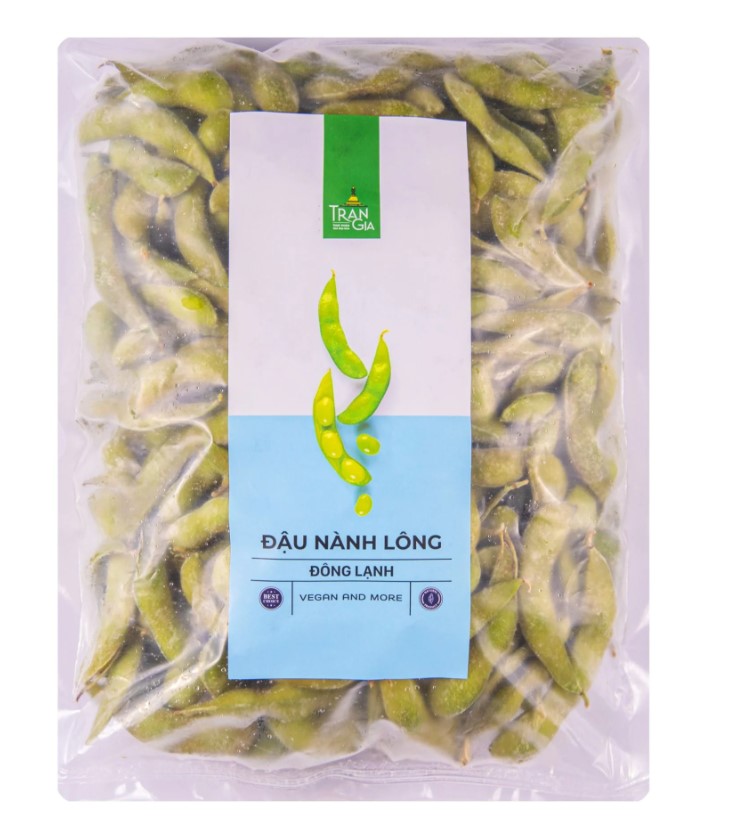 TRAN
GIA
ĐẬU NÀNH LÔNG
ĐÔNG LẠNH
BEST
CHOICE
VEGAN AND MORE